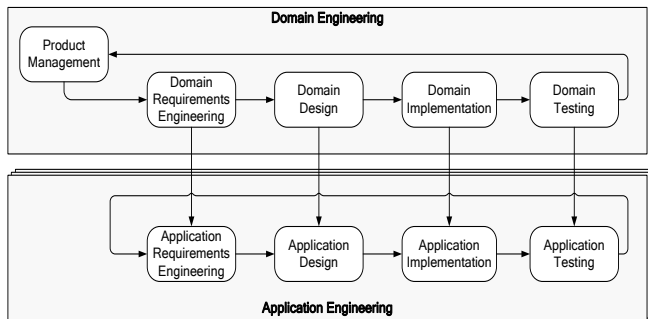 Domain Engineering
Product
Management
Domain
Requirements
Engineering
Domain
Design
Domain
Implementation
Domain
Testing
Application
Requirements
Engineering
Application
Design
Application
Implementation
Application
Testing
Application Engineering